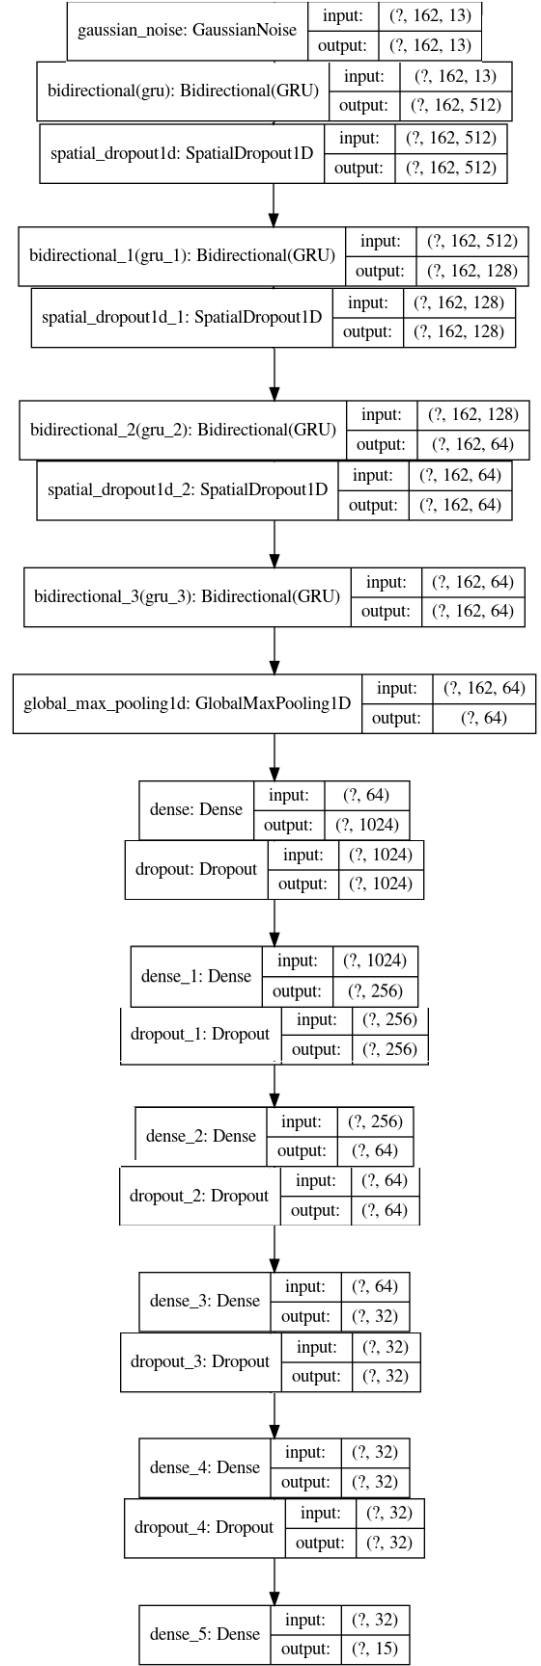 gaussian_noise: GaussianNoise
input: (?, 162, 13)
output: (?, 162, 13)
bidirectional(gru): Bidirectional(GRU)
input: (?, 162, 13)
output: (?, 162, 512)
spatial_dropout1d: SpatialDropout1D
input: (?, 162, 512)
output: (?, 162, 512)
bidirectional_1(gru_1): Bidirectional(GRU)
input: (?, 162, 512)
output: (?, 162, 128)
spatial_dropout1d_1: SpatialDropout1D
input: (?, 162, 128)
output: (?, 162, 128)
bidirectional_2(gru_2): Bidirectional(GRU)
input: (?, 162, 128)
output: (?, 162, 64)
spatial_dropout1d_2: SpatialDropout1D
input: (?, 162, 64)
output: (?, 162, 64)
bidirectional_3(gru_3): Bidirectional(GRU)
input: (?, 162, 64)
output: (?, 162, 64)
global_max_pooling1d: GlobalMaxPooling1D
input: (?, 162, 64)
output: (?, 64)
dense: Dense
input: (?, 64)
output: (?, 1024)
dropout: Dropout
input: (?, 1024)
output: (?, 1024)
dense_1: Dense
input: (?, 1024)
output: (?, 256)
dropout_1: Dropout
input: (?, 256)
output: (?, 256)
dense_2: Dense
input: (?, 256)
output: (?, 64)
dropout_2: Dropout
input: (?, 64)
output: (?, 64)
dense_3: Dense
input: (?, 64)
output: (?, 32)
dropout_3: Dropout
input: (?, 32)
output: (?, 32)
dense_4: Dense
input: (?, 32)
output: (?, 32)
dropout_4: Dropout
input: (?, 32)
output: (?, 32)
dense_5: Dense
input: (?, 32)
output: (?, 15)